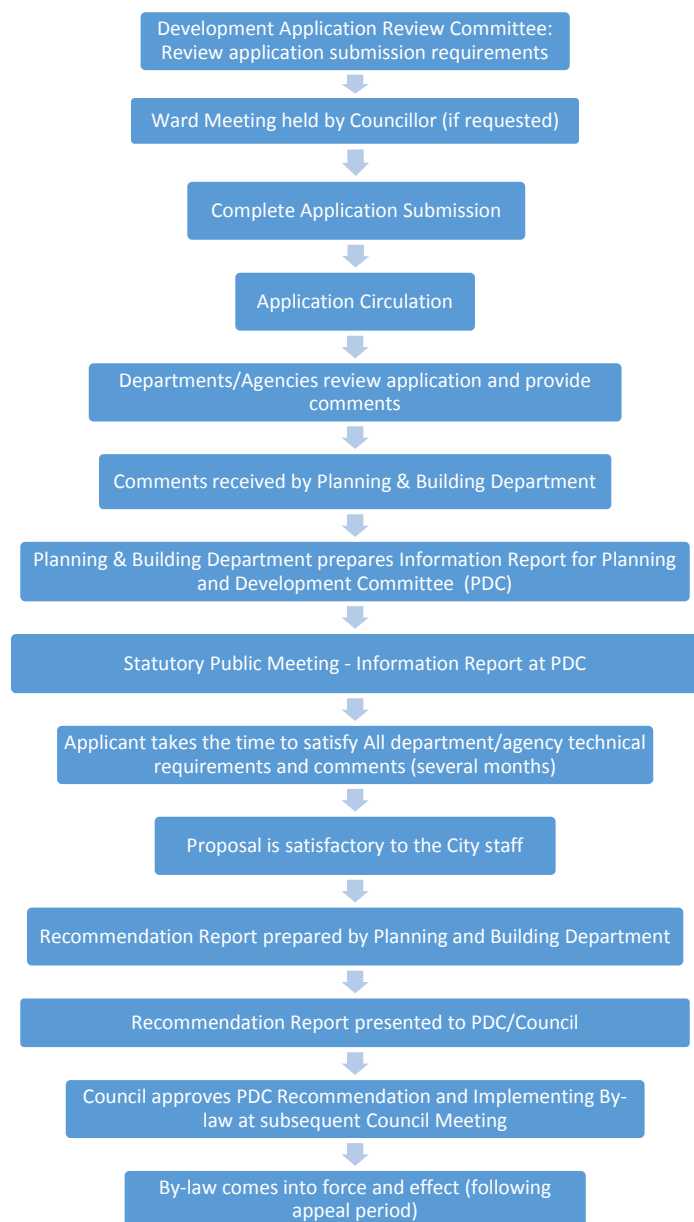 Development Application Review Committee:
Review application submission requirements
Ward Meeting held by Councillor (if requested)
Complete Application Submission
Application Circulation
Departments/Agencies review application and provide
comments
Comments received by Planning & Building Department
Planning & Building Department prepares Information Report for Planning
and Development Committee  (PDC)
Statutory Public Meeting - Information Report at PDC
Applicant takes the time to satisfy All department/agency technical
requirements and comments (several months)
Proposal is satisfactory to the City staff
Recommendation Report prepared by Planning and Building Department
Recommendation Report presented to PDC/Council
Council approves PDC Recommendation and Implementing By-
law at subsequent Council Meeting
By-law comes into force and effect (following
appeal period)